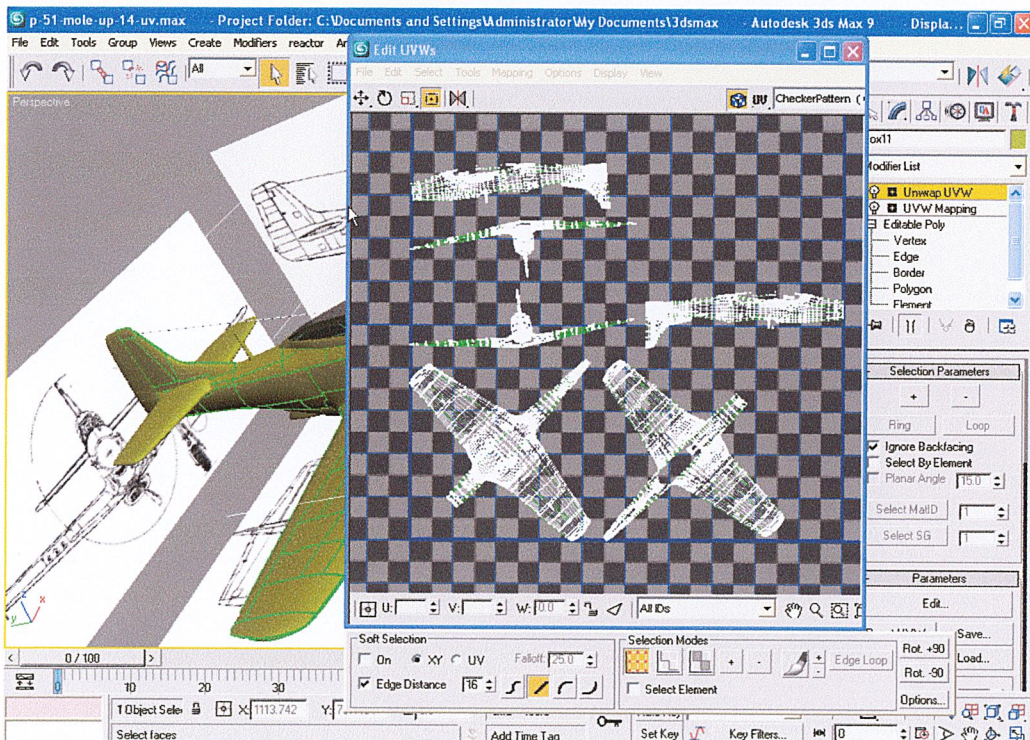 p-51-mole-up-14-uv.max - Project Folder: C:\Documents and Settings\Administrator\My Documents\3dsmax - Autodesk 3ds Max 9 - Displa...
File Edit Tools Group Views Create Modifiers reactor
All
Perspective
Edit UVWs
File Edit Select Tools Mapping Options Display View
UV CheckerPattern (
ox11
Modifier List
Unwrap UVW
UVW Mapping
Editable Poly
Vertex
Edge
Border
Polygon
Element
Selection Parameters
+ -
Ring Loop
Ignore Backfacing
Select By Element
Planar Angle 15.0
Select MatID 1
Select SG 1
Parameters
Edit...
Save...
Load...
U: V: W: 0.0 All IDs
z x y
0 / 100
0 10 20 30
Soft Selection
On XY UV Falloff: 25.0
Edge Distance 16
Selection Modes
+ - + - Edge Loop
Select Element
Rot. +90
Rot. -90
Options...
1 Object Sele X: 1113.742 Y:
Select faces
Add Time Tag Set Key Key Filters... 0